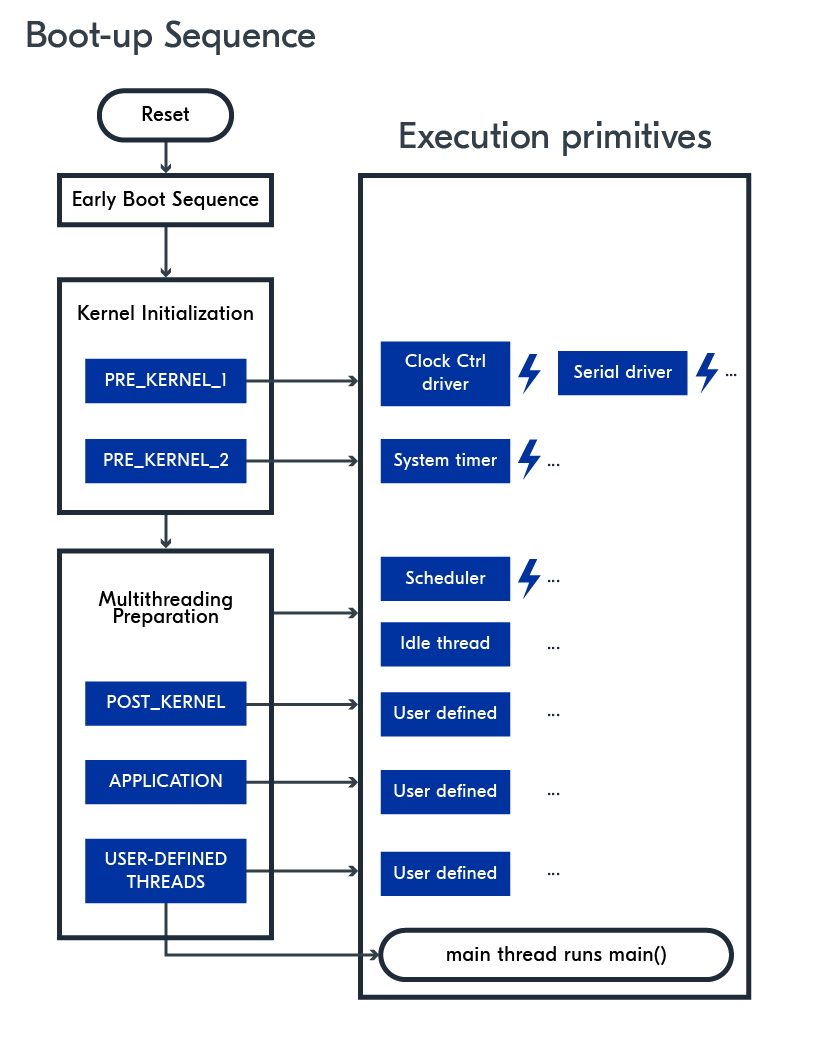 Boot-up Sequence
Reset
Early Boot Sequence
Kernel Initialization
PRE_KERNEL_1
PRE_KERNEL_2
Multithreading
Preparation
POST_KERNEL
APPLICATION
USER-DEFINED
THREADS
Execution primitives
Clock Ctrl
driver
Serial driver
...
System timer
...
Scheduler
...
Idle thread
...
User defined
...
User defined
...
User defined
...
main thread runs main()